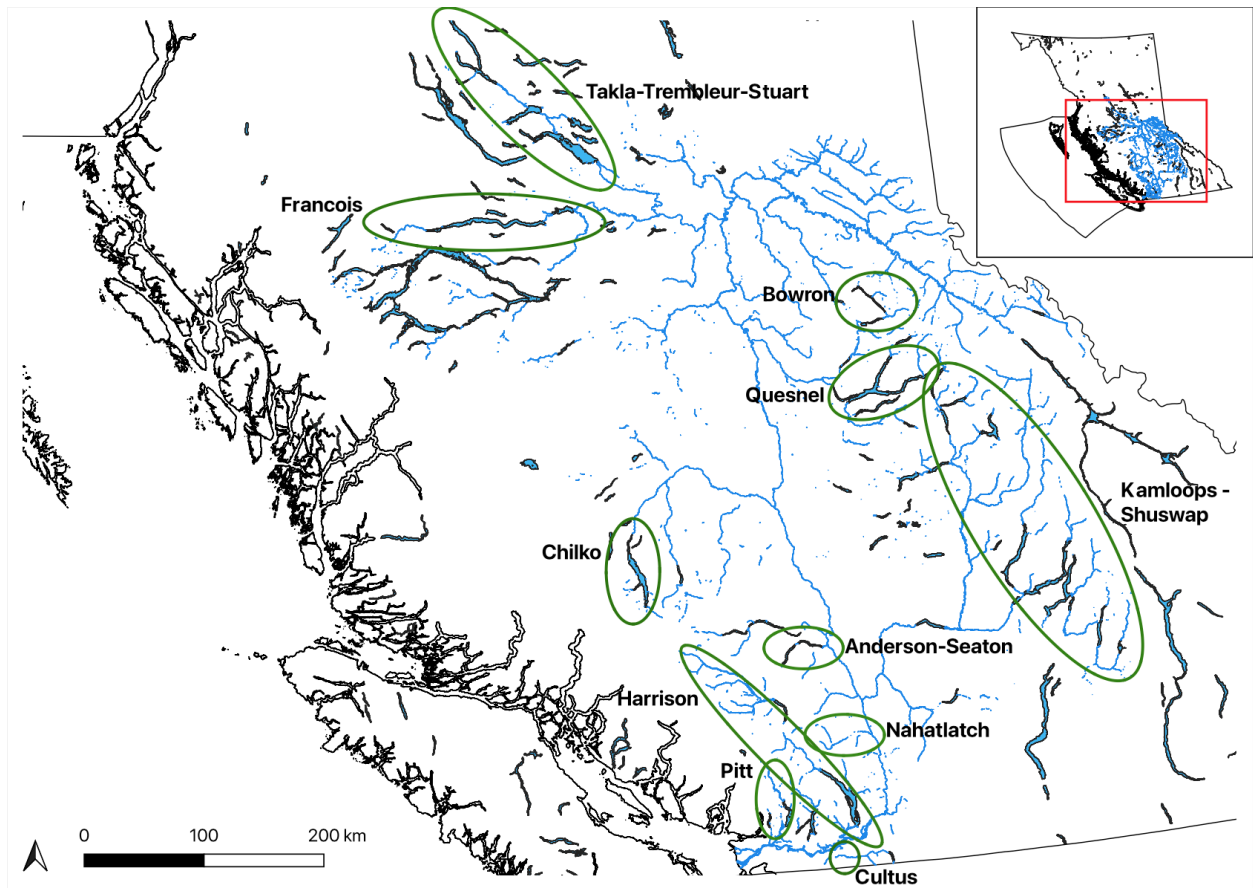 Takla-Trembleur-Stuart
Francois
Bowron
Quesnel
Kamloops -
Shuswap
Chilko
Anderson-Seaton
Harrison
Nahatlatch
Pitt
0 100 200 km
Cultus